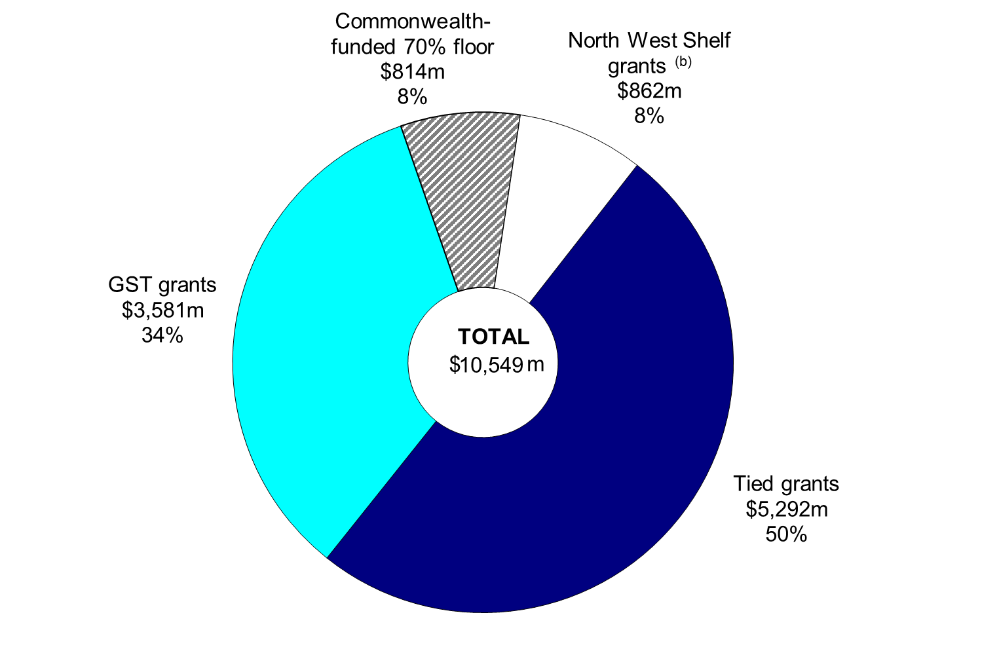 Commonwealth-
funded 70% floor
$814m
8%
North West Shelf
grants (b)
$862m
8%
GST grants
$3,581m
34%
TOTAL
$10,549 m
Tied grants
$5,292m
50%